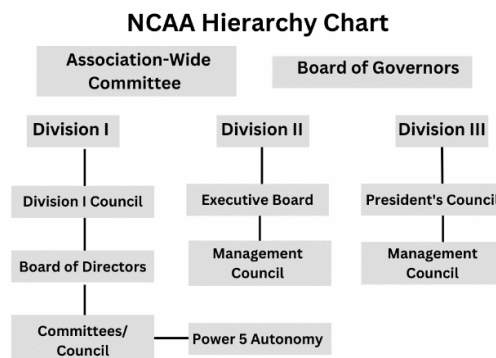 NCAA Hierarchy Chart
Association-Wide
Committee
Board of Governors
Division I
Division II
Division III
Division I Council
Executive Board
President's Council
Board of Directors
Management
Council
Management
Council
Committees/
Council
Power 5 Autonomy